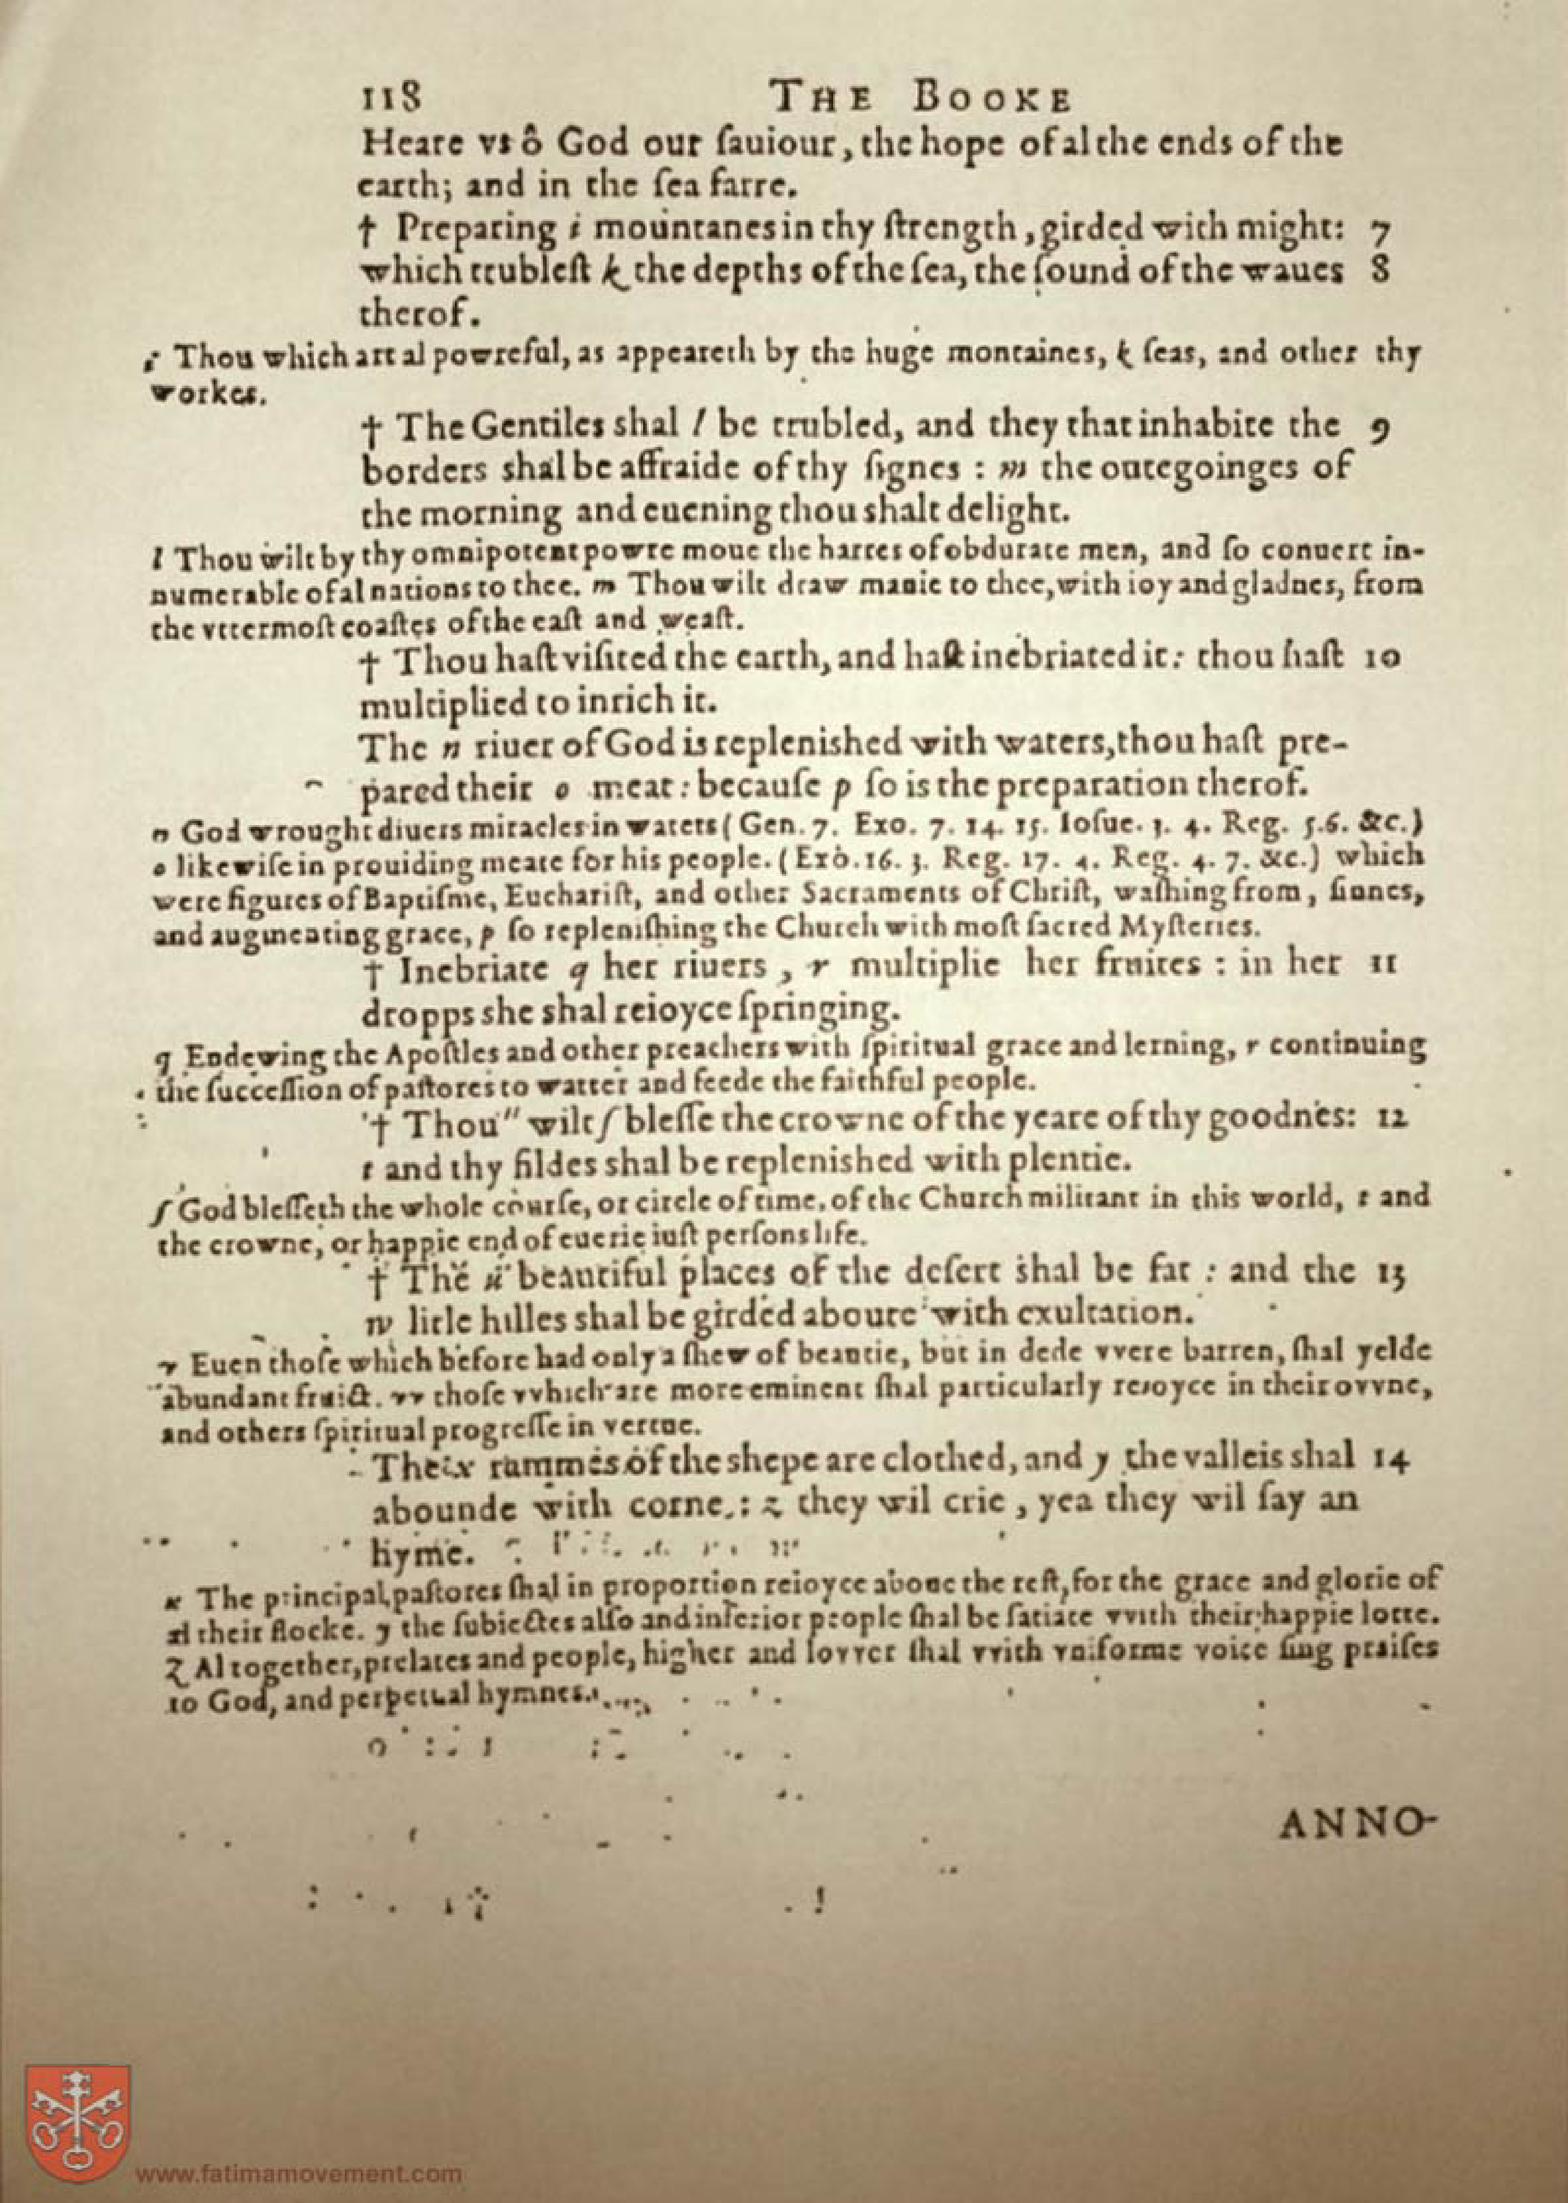 118 THE BOOKE
Heare vs ô God our ſauiour, the hope of al the ends of the
earth; and in the ſea farre.
† Preparing i mountanes in thy ſtrength, girded with might: 7
which trubleſt k the depths of the ſea, the ſound of the waues 8
therof.
i Thou which art al powreful, as appeareth by the huge montaines, k ſeas, and other thy
workes.
† The Gentiles shal l be trubled, and they that inhabite the 9
borders shal be affraide of thy ſignes : m the outegoinges of
the morning and euening thou shalt delight.
l Thou wilt by thy omnipotent powre moue the hartes of obdurate men, and ſo conuert in-
numerable of al nations to thee. m Thou wilt draw manie to thee, with ioy and gladnes, from
the vttermoſt coaſtes of the eaſt and weaſt.
† Thou haſt viſited the earth, and haſt inebriated it: thou haſt 10
multiplied to inrich it.
The n riuer of God is replenished with waters, thou haſt pre-
pared their o meat: becauſe p ſo is the preparation therof.
n God wrought diuers miracles in waters (Gen. 7. Exo. 7. 14. 15. Ioſue. 3. 4. Reg. 5.6. &c.)
o likewiſe in prouiding meate for his people. (Exo. 16. 3. Reg. 17. 4. Reg. 4. 7. &c.) which
were figures of Baptiſme, Euchariſt, and other Sacraments of Chriſt, waſhing from, ſinnes,
and augmenting grace, p ſo repleniſhing the Church with moſt ſacred Myſteries.
† Inebriate q her riuers, r multiplie her fruites : in her 11
dropps she shal reioyce ſpringing.
q Endewing the Apoſtles and other preachers with ſpiritual grace and lerning, r continuing
the ſucceſſion of paſtores to watter and feede the faithful people.
† Thou" wilt ſ bleſſe the crowne of the yeare of thy goodnes: 12
t and thy fildes shal be replenished with plentie.
ſ God bleſſeth the whole courſe, or circle of time, of the Church militant in this world, t and
the crowne, or happie end of euerie iuſt perſons life.
† The u beautiful places of the deſert shal be fat : and the 13
w litle hilles shal be girded aboute with exultation.
v Euen thoſe which before had only a ſhew of beautie, but in dede vvere barren, ſhal yelde
abundant fruict. vv thoſe vvhich are more eminent ſhal particularly reioyce in their ovvne,
and others ſpiritual progreſſe in vertue.
The x rammes of the shepe are clothed, and y the valleis shal 14
abounde with corne: z they wil crie, yea they wil ſay an
hyme.
x The principal paſtores ſhal in proportion reioyce aboue the reſt, for the grace and glorie of
al their flocke. y the ſubiectes alſo and inferior people ſhal be ſatiate vvith their happie lotte.
z Al together, prelates and people, higher and lovver ſhal vvith vniforme voice ſing praiſes
to God, and perpetual hymnes.
ANNO-
www.fatimamovement.com